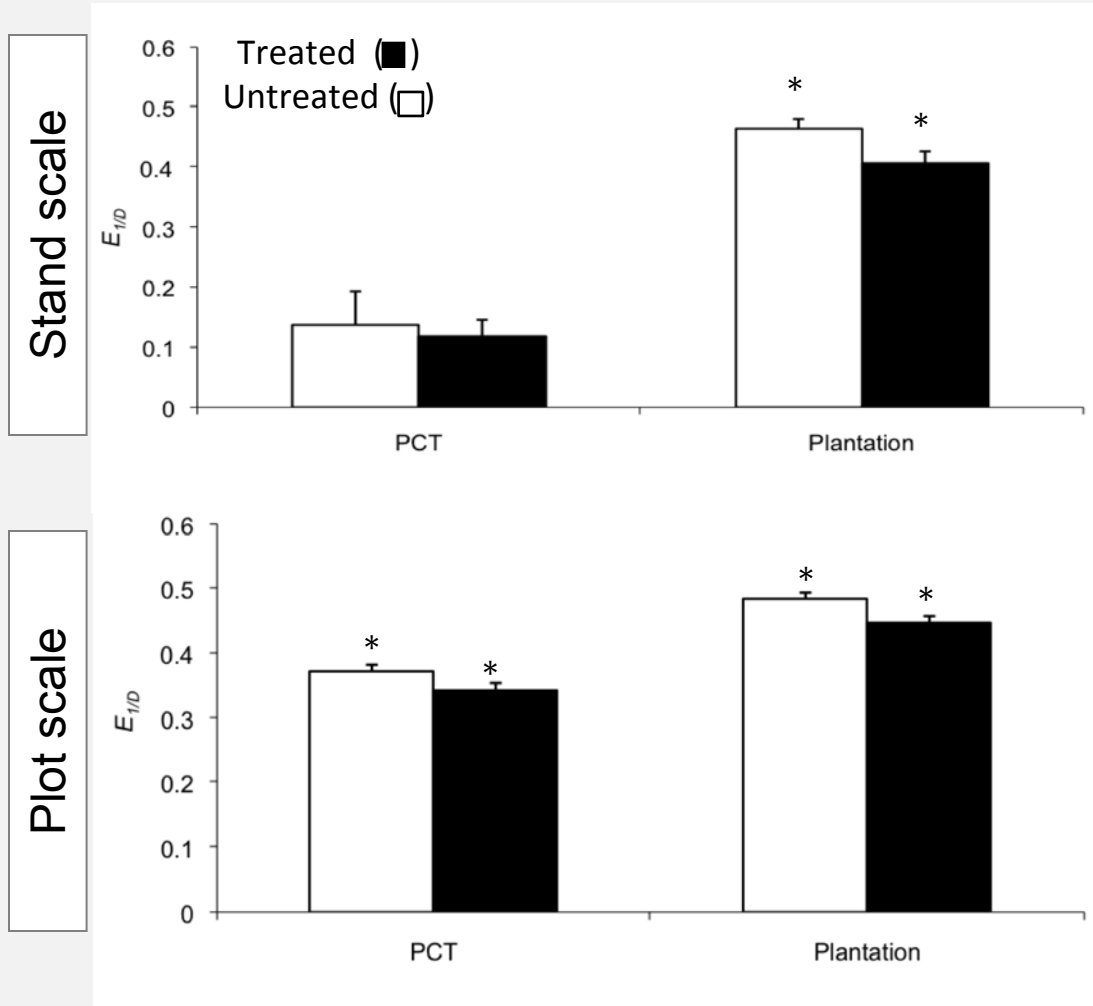 Stand scale
Treated (■)
Untreated (□)
E1/D
0.6
0.5
0.4
0.3
0.2
0.1
0
*
*
PCT
Plantation
Plot scale
E1/D
0.6
0.5
0.4
0.3
0.2
0.1
0
*
*
*
*
PCT
Plantation